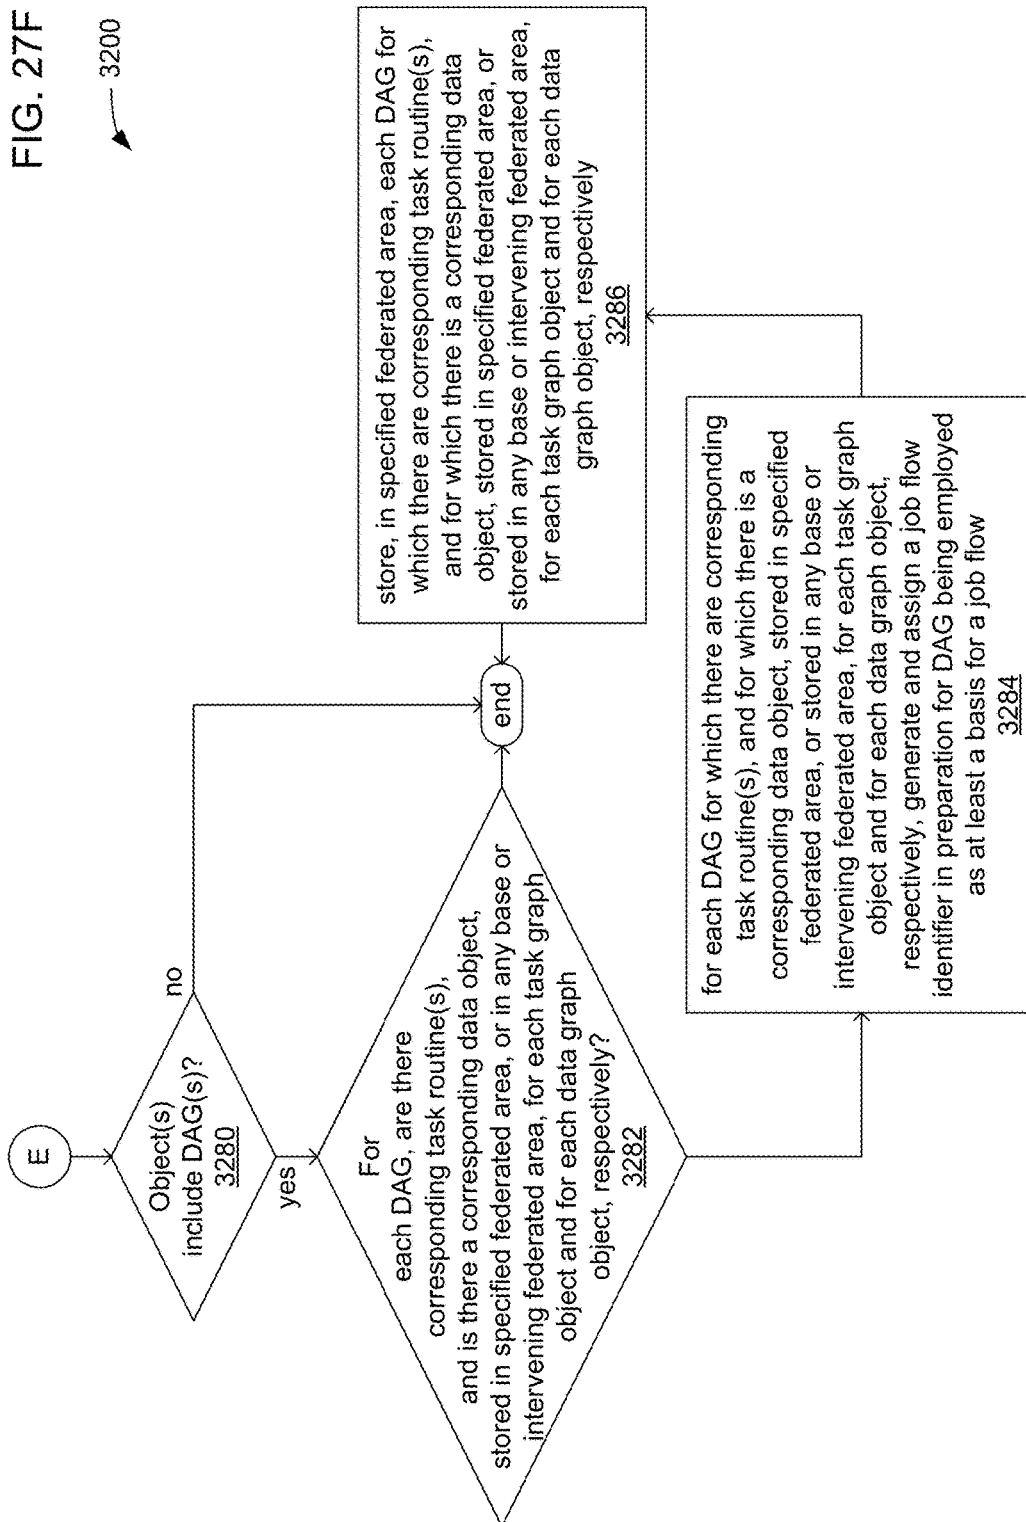 FIG. 27F
3200
E
Object(s)
include DAG(s)?
3280
no
yes
For
each DAG, are there
corresponding task routine(s),
and is there a corresponding data object,
stored in specified federated area, or in any base or
intervening federated area, for each task graph
object and for each data graph
object, respectively?
3282
end
store, in specified federated area, each DAG for
which there are corresponding task routine(s),
and for which there is a corresponding data
object, stored in specified federated area, or
stored in any base or intervening federated area,
for each task graph object and for each data
graph object, respectively
3286
for each DAG for which there are corresponding
task routine(s), and for which there is a
corresponding data object, stored in specified
federated area, or stored in any base or
intervening federated area, for each task graph
object and for each data graph object,
respectively, generate and assign a job flow
identifier in preparation for DAG being employed
as at least a basis for a job flow
3284